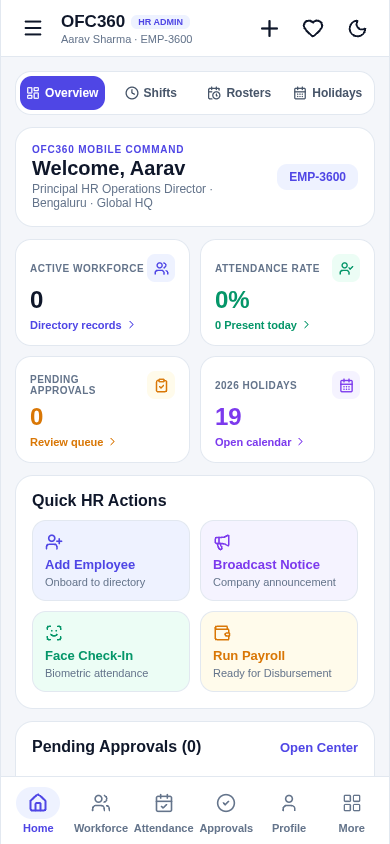 OFC360 HR ADMIN
Aarav Sharma · EMP-3600
Overview Shifts Rosters Holidays
OFC360 MOBILE COMMAND
Welcome, Aarav
Principal HR Operations Director ·
Bengaluru · Global HQ
EMP-3600
ACTIVE WORKFORCE
0
Directory records
ATTENDANCE RATE
0%
0 Present today
PENDING
APPROVALS
0
Review queue
2026 HOLIDAYS
19
Open calendar
Quick HR Actions
Add Employee
Onboard to directory
Broadcast Notice
Company announcement
Face Check-In
Biometric attendance
Run Payroll
Ready for Disbursement
Pending Approvals (0) Open Center
Home Workforce Attendance Approvals Profile More